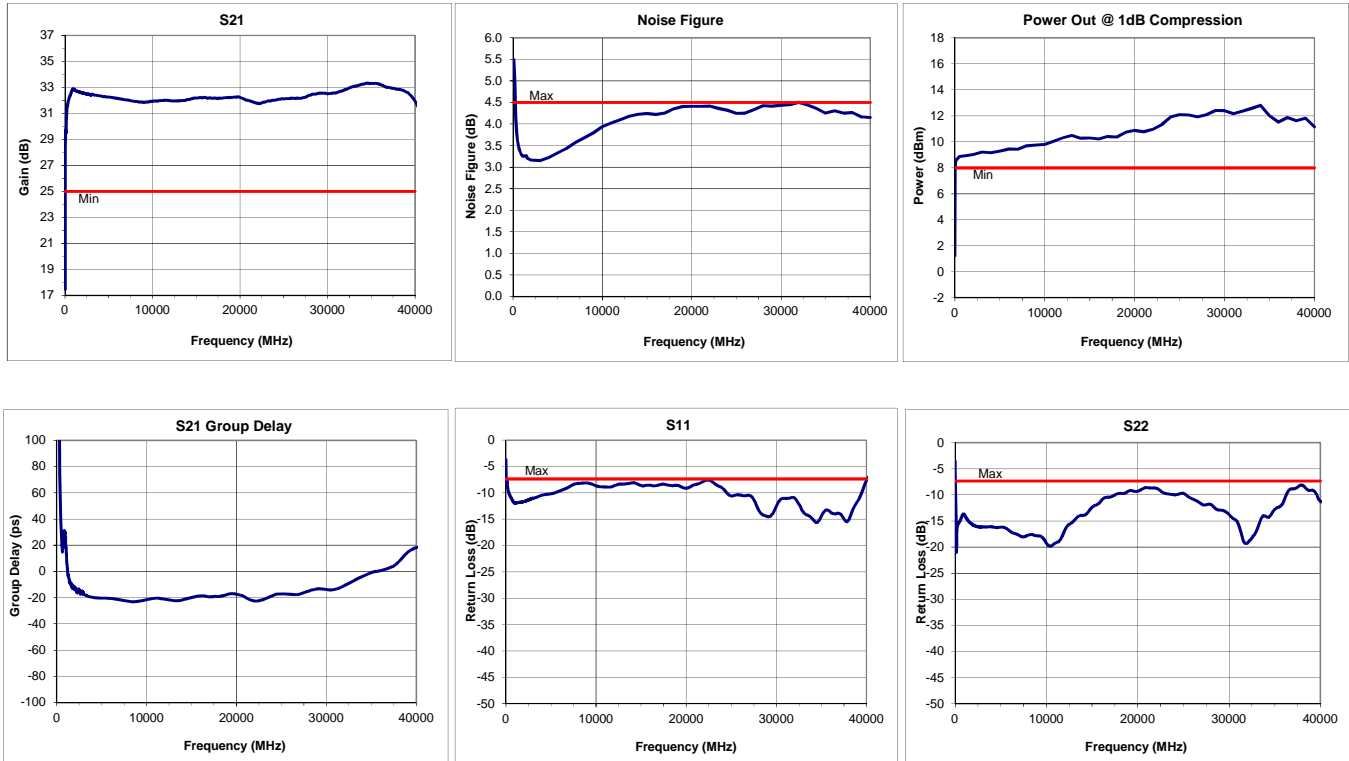 S21
37
35
33
31
29
27
25
23
21
19
17
Gain (dB)
Min
0 10000 20000 30000 40000
Frequency (MHz)
Noise Figure
6.0
5.5
5.0
4.5
4.0
3.5
3.0
2.5
2.0
1.5
1.0
0.5
0.0
Noise Figure (dB)
Max
0 10000 20000 30000 40000
Frequency (MHz)
Power Out @ 1dB Compression
18
16
14
12
10
8
6
4
2
0
-2
Power (dBm)
Min
0 10000 20000 30000 40000
Frequency (MHz)
S21 Group Delay
100
80
60
40
20
0
-20
-40
-60
-80
-100
Group Delay (ps)
0 10000 20000 30000 40000
Frequency (MHz)
S11
0
-5
-10
-15
-20
-25
-30
-35
-40
-45
-50
Return Loss (dB)
Max
0 10000 20000 30000 40000
Frequency (MHz)
S22
0
-5
-10
-15
-20
-25
-30
-35
-40
-45
-50
Return Loss (dB)
Max
0 10000 20000 30000 40000
Frequency (MHz)